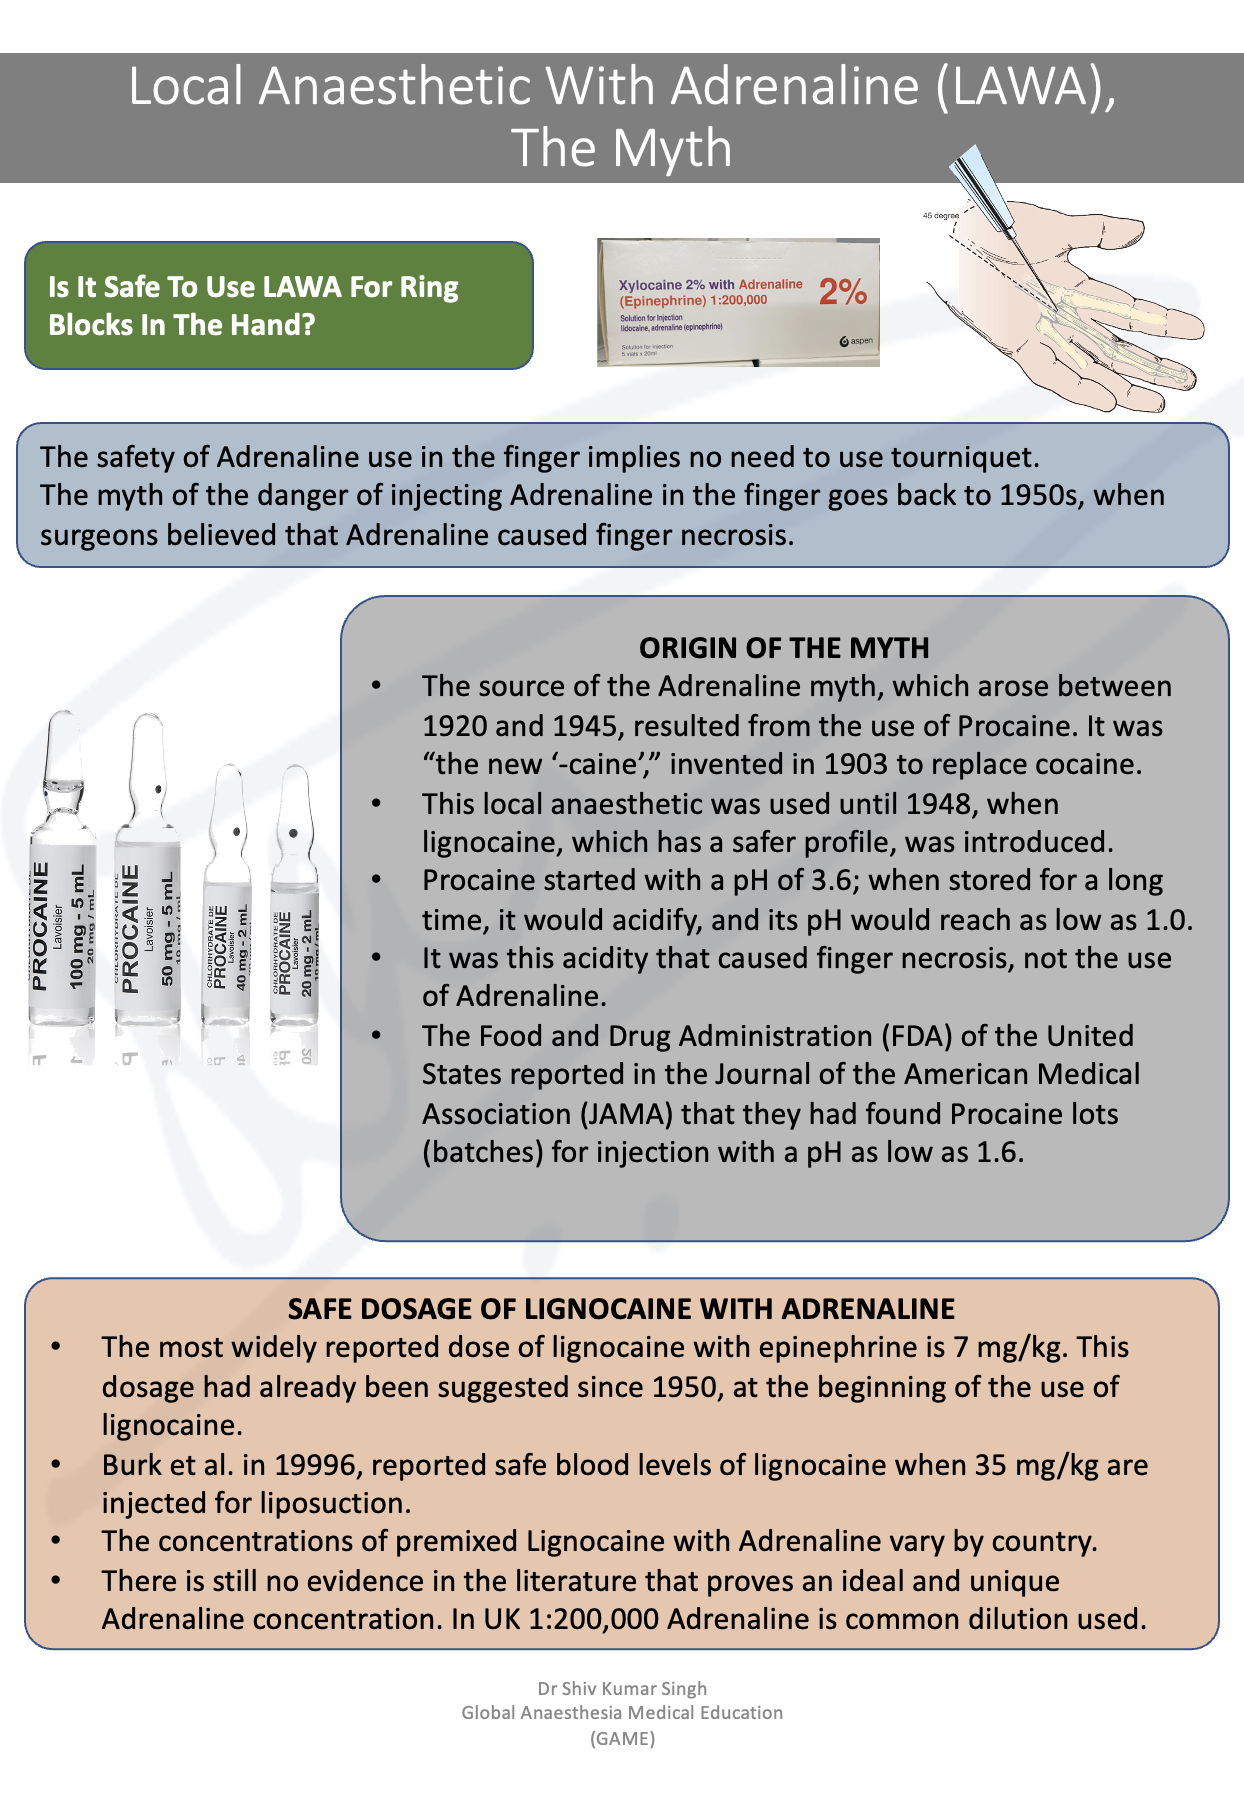 Local Anaesthetic With Adrenaline (LAWA),
The Myth
Is It Safe To Use LAWA For Ring
Blocks In The Hand?
Xylocaine 2% with Adrenaline
(Epinephrine) 1:200,000
2%
Solution for Injection
lidocaine, adrenaline (epinephrine)
Solution for injection
5 vials x 20ml
aspen
45 degree
The safety of Adrenaline use in the finger implies no need to use tourniquet.
The myth of the danger of injecting Adrenaline in the finger goes back to 1950s, when
surgeons believed that Adrenaline caused finger necrosis.
PROCAINE
Lavoisier
100 mg - 5 mL
20 mg / mL
CHLORHYDRATE DE
PROCAINE
Lavoisier
50 mg - 5 mL
10 mg / mL
CHLORHYDRATE DE
PROCAINE
Lavoisier
40 mg - 2 mL
CHLORHYDRATE DE
PROCAINE
Lavoisier
20 mg - 2 mL
10 mg / mL
ORIGIN OF THE MYTH
• The source of the Adrenaline myth, which arose between
1920 and 1945, resulted from the use of Procaine. It was
“the new ‘-caine’,” invented in 1903 to replace cocaine.
• This local anaesthetic was used until 1948, when
lignocaine, which has a safer profile, was introduced.
• Procaine started with a pH of 3.6; when stored for a long
time, it would acidify, and its pH would reach as low as 1.0.
• It was this acidity that caused finger necrosis, not the use
of Adrenaline.
• The Food and Drug Administration (FDA) of the United
States reported in the Journal of the American Medical
Association (JAMA) that they had found Procaine lots
(batches) for injection with a pH as low as 1.6.
SAFE DOSAGE OF LIGNOCAINE WITH ADRENALINE
• The most widely reported dose of lignocaine with epinephrine is 7 mg/kg. This
dosage had already been suggested since 1950, at the beginning of the use of
lignocaine.
• Burk et al. in 19996, reported safe blood levels of lignocaine when 35 mg/kg are
injected for liposuction.
• The concentrations of premixed Lignocaine with Adrenaline vary by country.
• There is still no evidence in the literature that proves an ideal and unique
Adrenaline concentration. In UK 1:200,000 Adrenaline is common dilution used.
Dr Shiv Kumar Singh
Global Anaesthesia Medical Education
(GAME)